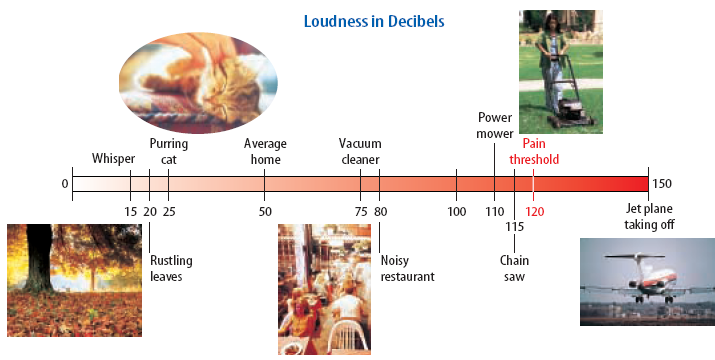 Loudness in Decibels
Power
mower
Purring
cat
Average
home
Vacuum
cleaner
Pain
threshold
Whisper
0
150
15 20 25 50 75 80 100 110 120
115
Jet plane
taking off
Rustling
leaves
Noisy
restaurant
Chain
saw